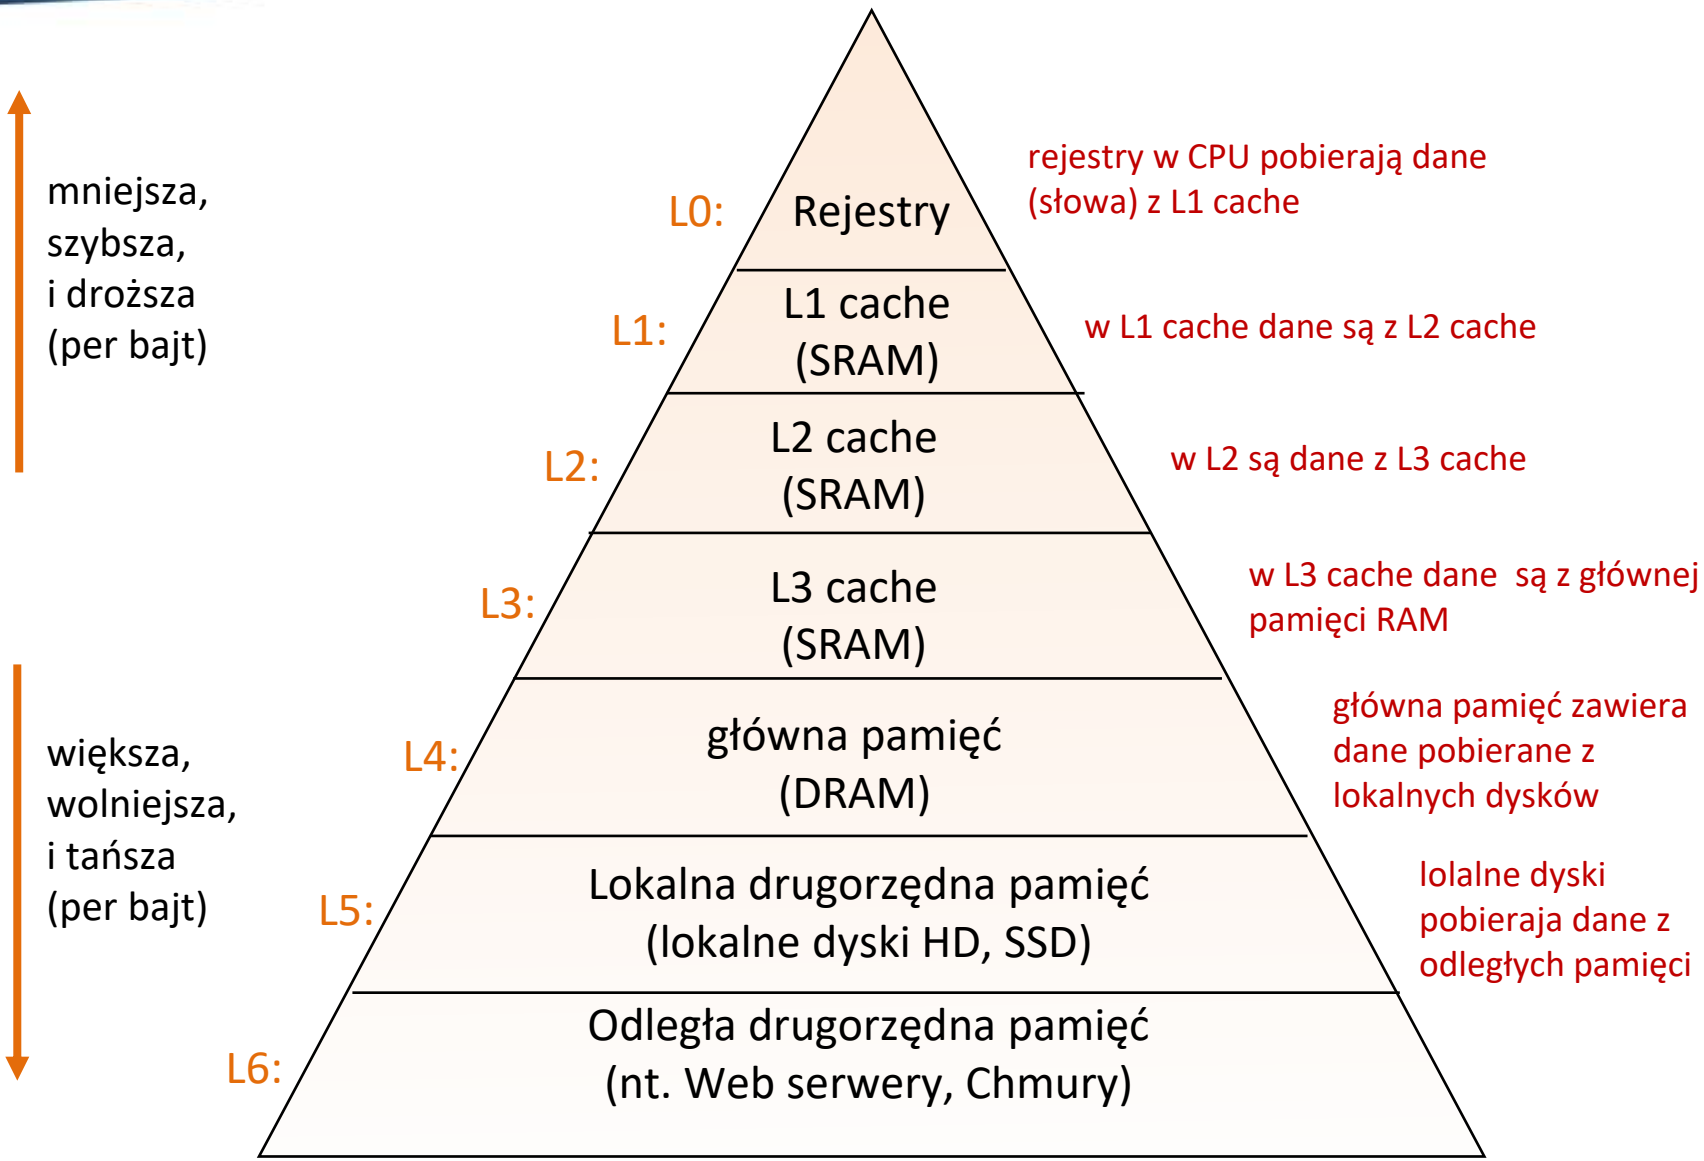 mniejsza,
szybsza,
i droższa
(per bajt)
większa,
wolniejsza,
i tańsza
(per bajt)
L0:
Rejestry
rejestry w CPU pobierają dane
(słowa) z L1 cache
L1:
L1 cache
(SRAM)
w L1 cache dane są z L2 cache
L2:
L2 cache
(SRAM)
w L2 są dane z L3 cache
L3:
L3 cache
(SRAM)
w L3 cache dane  są z głównej
pamięci RAM
L4:
główna pamięć
(DRAM)
główna pamięć zawiera
dane pobierane z
lokalnych dysków
L5:
Lokalna drugorzędna pamięć
(lokalne dyski HD, SSD)
lolalne dyski
pobieraja dane z
odległych pamięci
L6:
Odległa drugorzędna pamięć
(nt. Web serwery, Chmury)